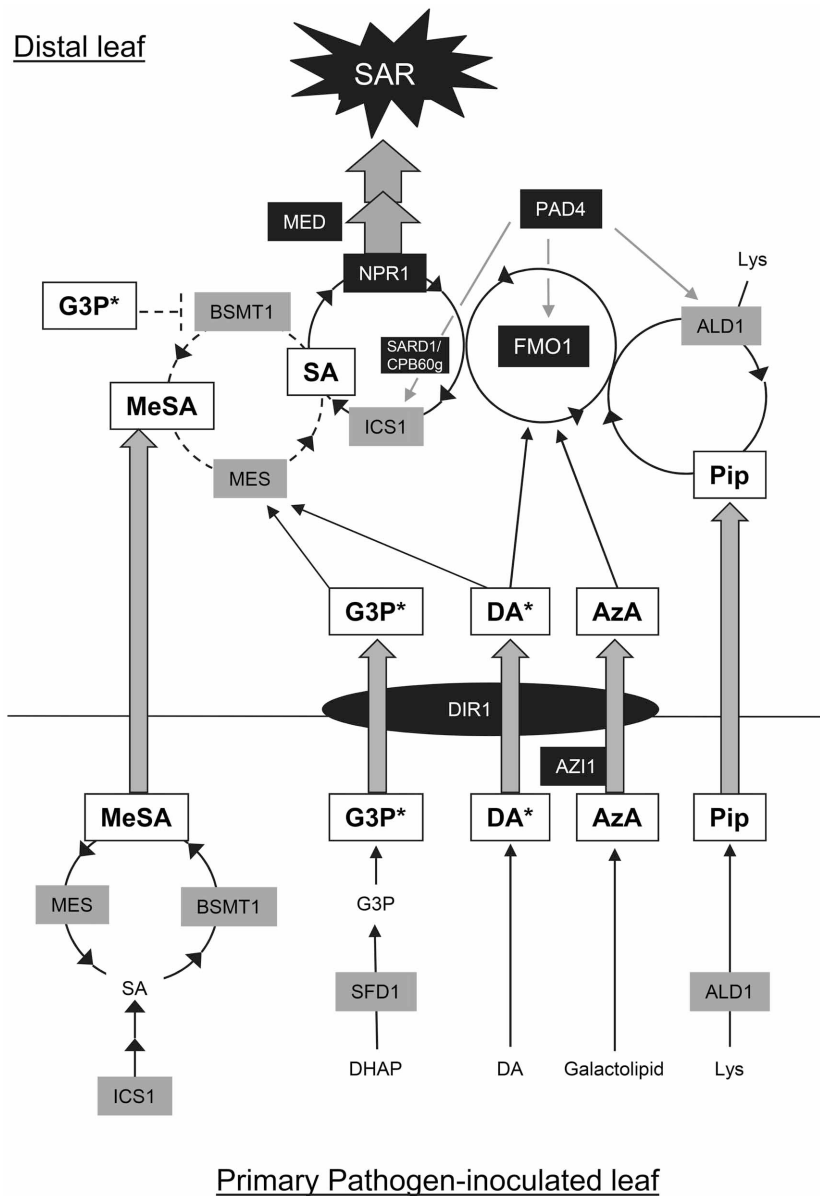 Distal leaf
SAR
MED
PAD4
NPR1
Lys
G3P*
BSMT1
ALD1
SARD1/
CPB60g
FMO1
SA
MeSA
ICS1
MES
Pip
G3P*
DA*
AzA
DIR1
AZI1
MeSA
G3P*
DA*
AzA
Pip
MES
BSMT1
G3P
SA
SFD1
ALD1
DHAP
DA
Galactolipid
Lys
ICS1
Primary Pathogen-inoculated leaf